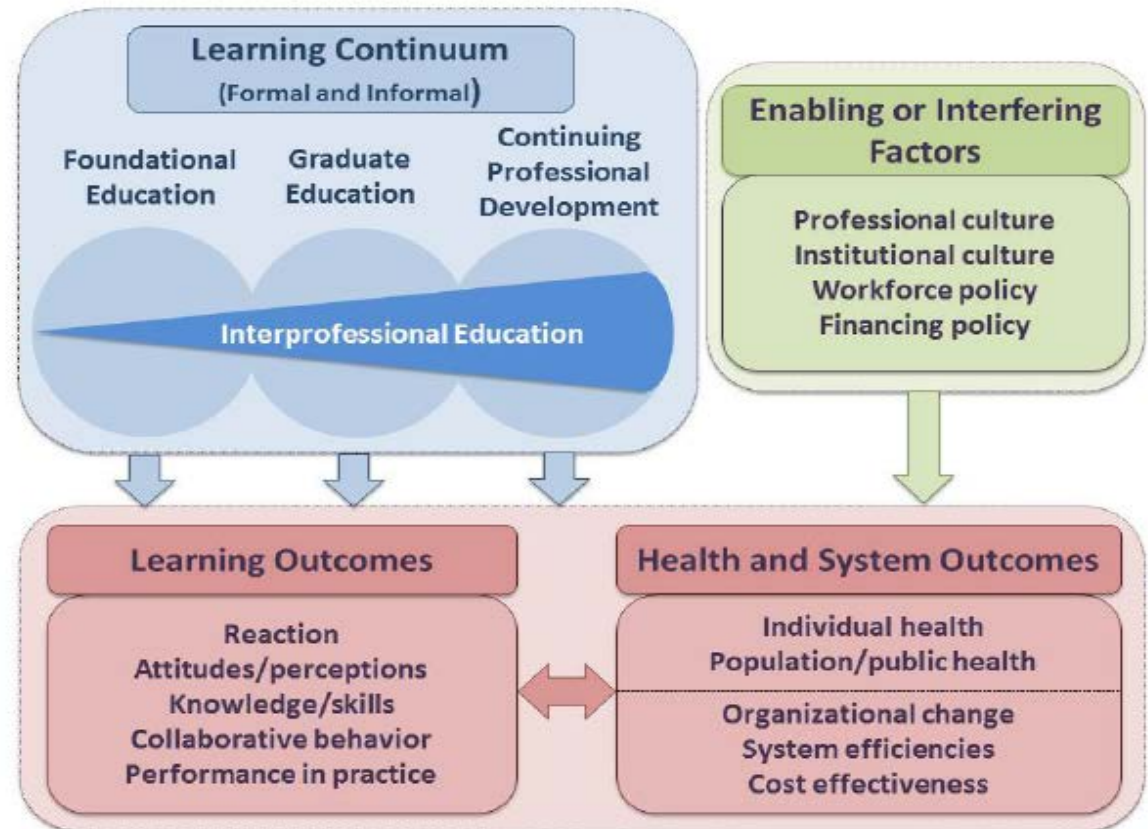 Learning Continuum
(Formal and Informal)
Foundational
Education
Graduate
Education
Continuing
Professional
Development
Interprofessional Education
Enabling or Interfering
Factors
Professional culture
Institutional culture
Workforce policy
Financing policy
Learning Outcomes
Reaction
Attitudes/perceptions
Knowledge/skills
Collaborative behavior
Performance in practice
Health and System Outcomes
Individual health
Population/public health
Organizational change
System efficiencies
Cost effectiveness